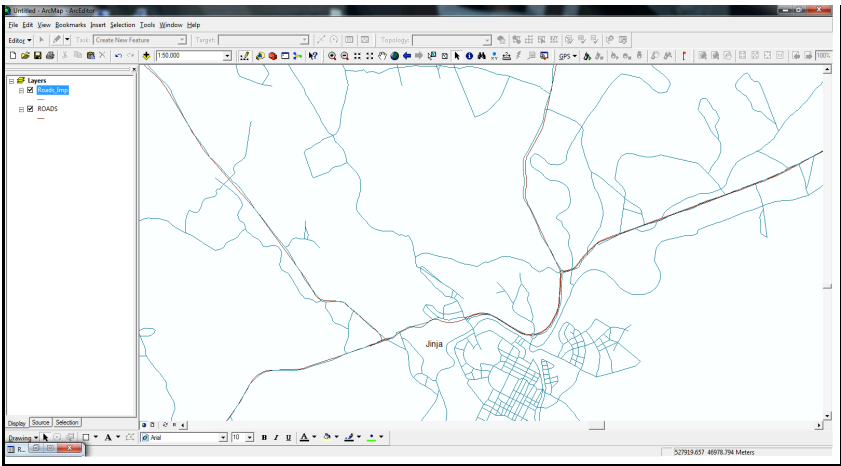 Untitled - ArcMap - ArcEditor
File Edit View Bookmarks Insert Selection Tools Window Help
Editor Task: Create New Feature Target: Topology:
1:50,000 GPS 100%
Layers
Roads_Imp
ROADS
Jinja
Display Source Selection
Drawing A Arial 10 B I U A
R...
527919.657 46978.794 Meters